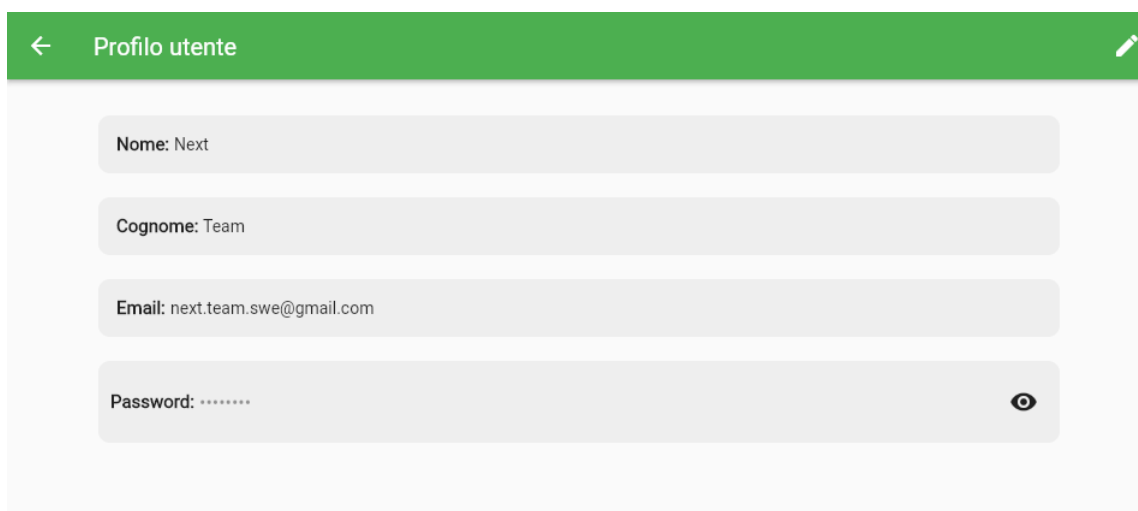 Profilo utente
Nome: Next
Cognome: Team
Email: next.team.swe@gmail.com
Password: ········